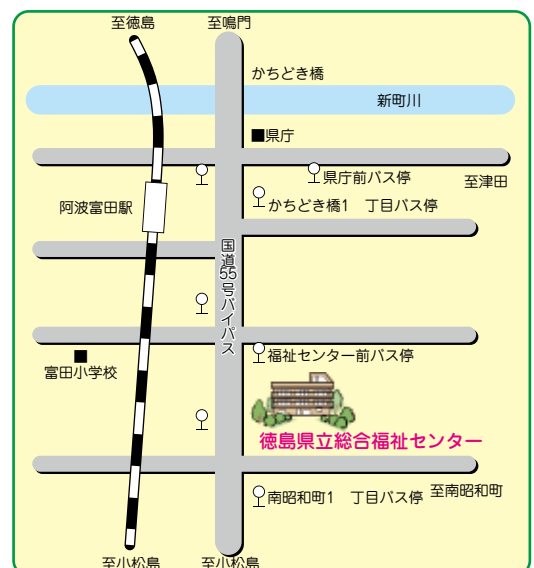 至徳島
至鳴門
かちどき橋
新町川
県庁
県庁前バス停
至津田
阿波富田駅
かちどき橋1 丁目バス停
国道55号バイパス
福祉センター前バス停
富田小学校
徳島県立総合福祉センター
南昭和町1 丁目バス停
至南昭和町
至小松島
至小松島